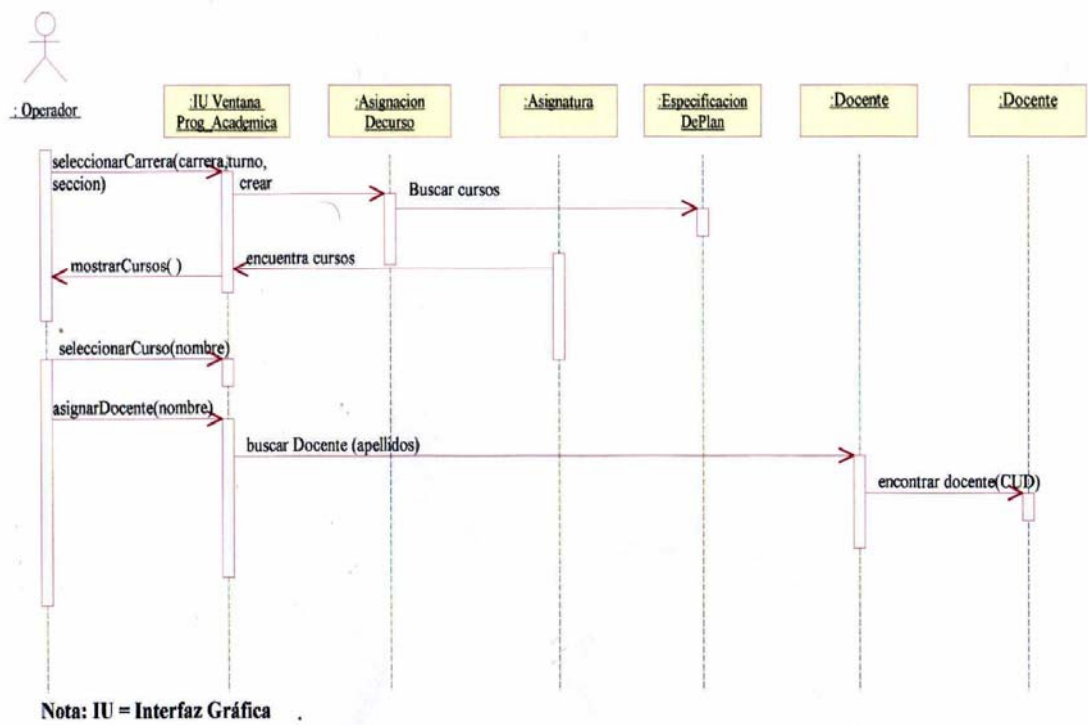 : Operador
:IU Ventana
Prog_Academica
:Asignacion
Decurso
:Asignatura
:Especificacion
DePlan
:Docente
:Docente
seleccionarCarrera(carrera,turno,
seccion)
crear
Buscar cursos
encuentra cursos
mostrarCursos( )
seleccionarCurso(nombre)
asignarDocente(nombre)
buscar Docente (apellidos)
encontrar docente(CUD)
Nota: IU = Interfaz Gráfica